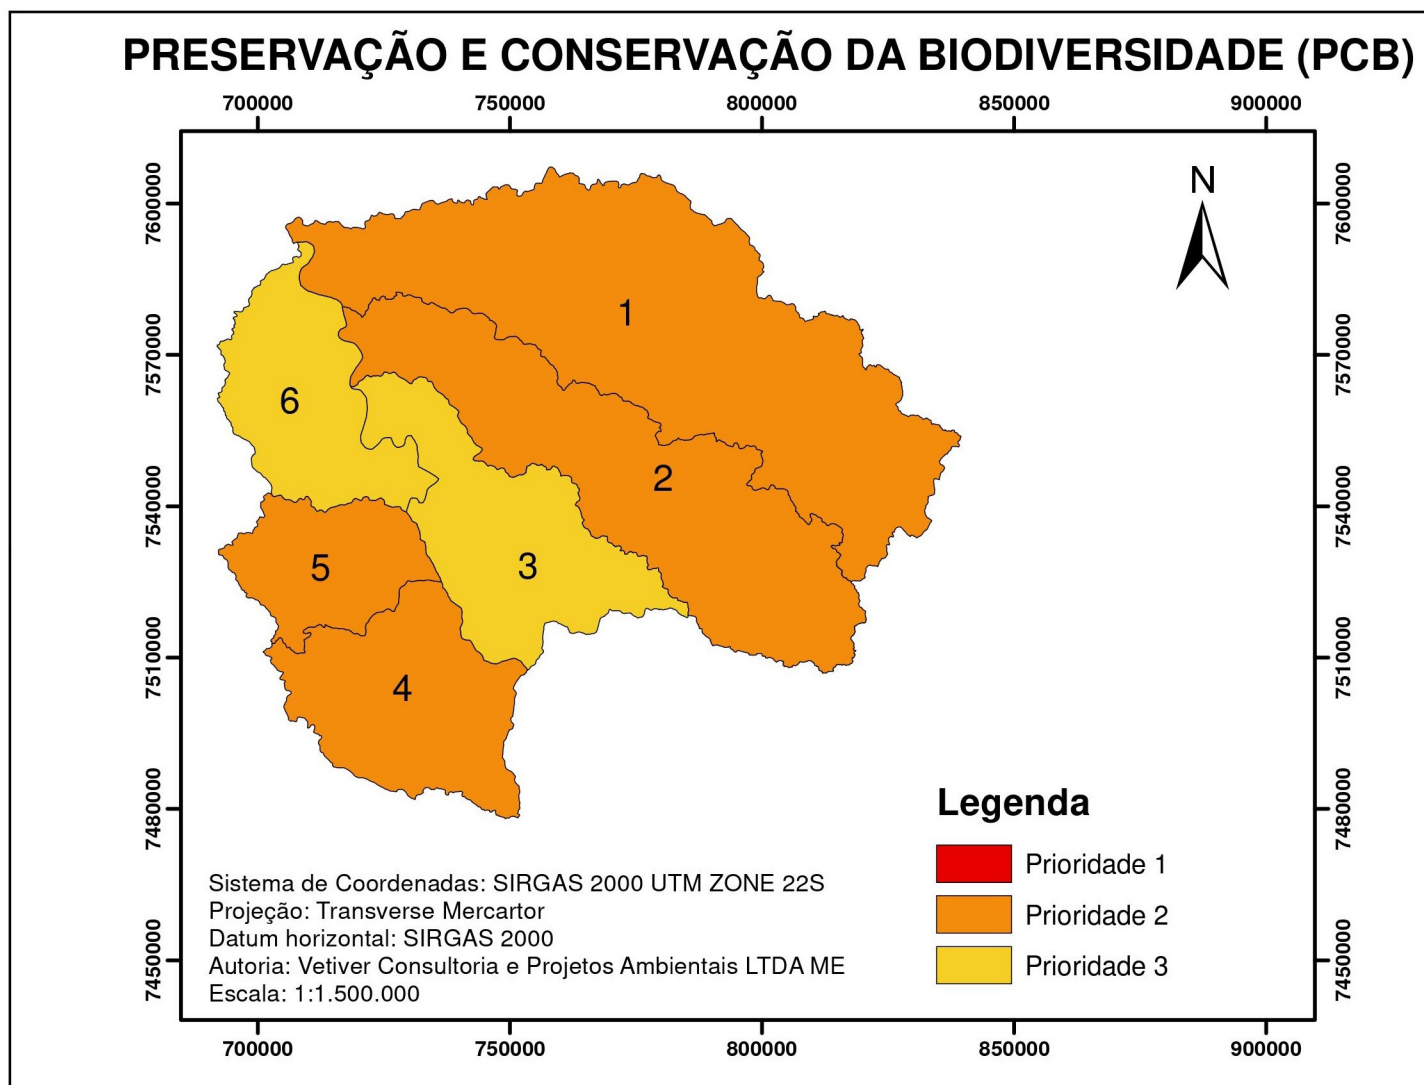 PRESERVAÇÃO E CONSERVAÇÃO DA BIODIVERSIDADE (PCB)
700000 750000 800000 850000 900000
N
7600000 7600000
1
7570000 7570000
6
2
7540000 7540000
5 3
7510000 7510000
4
7480000 7480000
Legenda
Prioridade 1
Prioridade 2
Prioridade 3
Sistema de Coordenadas: SIRGAS 2000 UTM ZONE 22S
Projeção: Transverse Mercartor
Datum horizontal: SIRGAS 2000
Autoria: Vetiver Consultoria e Projetos Ambientais LTDA ME
Escala: 1:1.500.000
7450000 7450000
700000 750000 800000 850000 900000